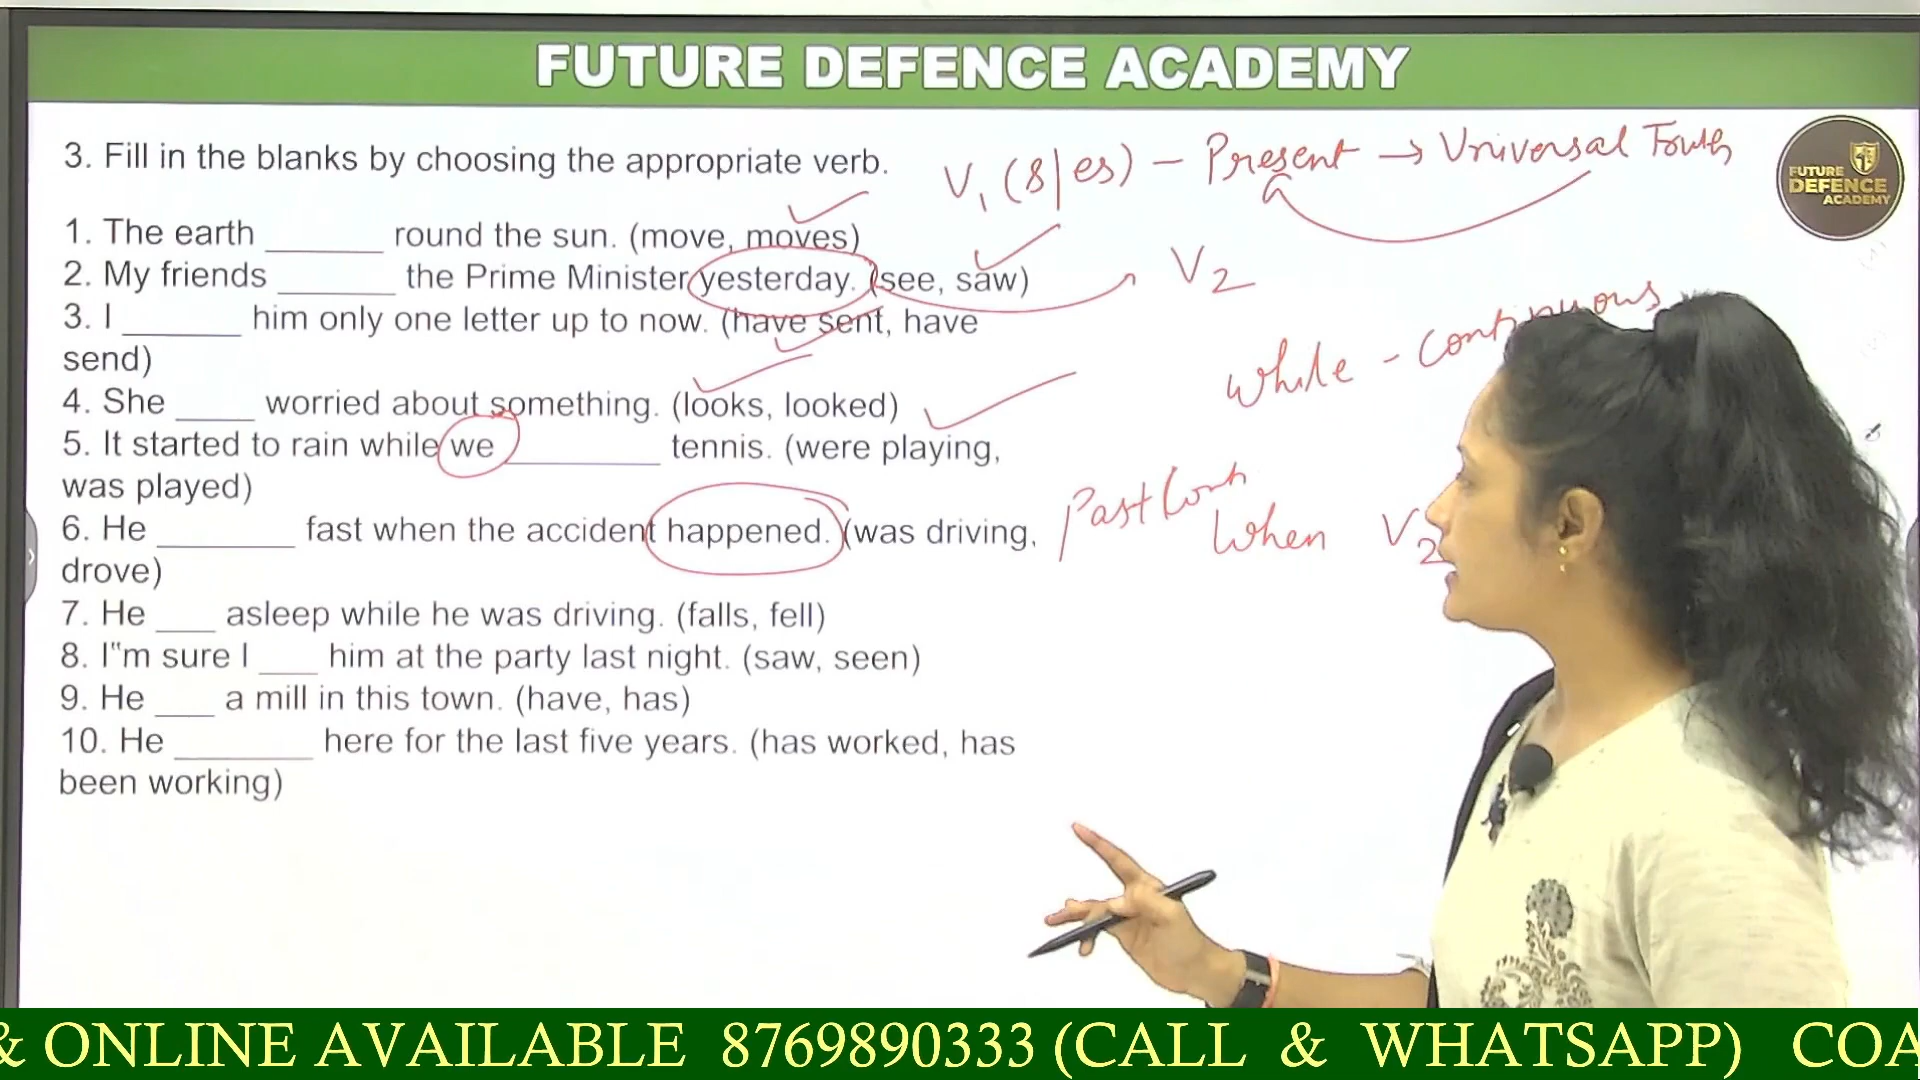 FUTURE DEFENCE ACADEMY
3. Fill in the blanks by choosing the appropriate verb.
V1 (s/es) – Present → Universal Truth
FUTURE
DEFENCE
ACADEMY
1. The earth _______ round the sun. (move, moves)
2. My friends _______ the Prime Minister yesterday. (see, saw)
V2
3. I _______ him only one letter up to now. (have sent, have
send)
while - continuous
4. She ____ worried about something. (looks, looked)
5. It started to rain while we _________ tennis. (were playing,
was played)
Past Cont
When V2
6. He ________ fast when the accident happened. (was driving,
drove)
7. He ___ asleep while he was driving. (falls, fell)
8. I"m sure I ___ him at the party last night. (saw, seen)
9. He ___ a mill in this town. (have, has)
10. He ________ here for the last five years. (has worked, has
been working)
& ONLINE AVAILABLE 8769890333 (CALL & WHATSAPP) COA